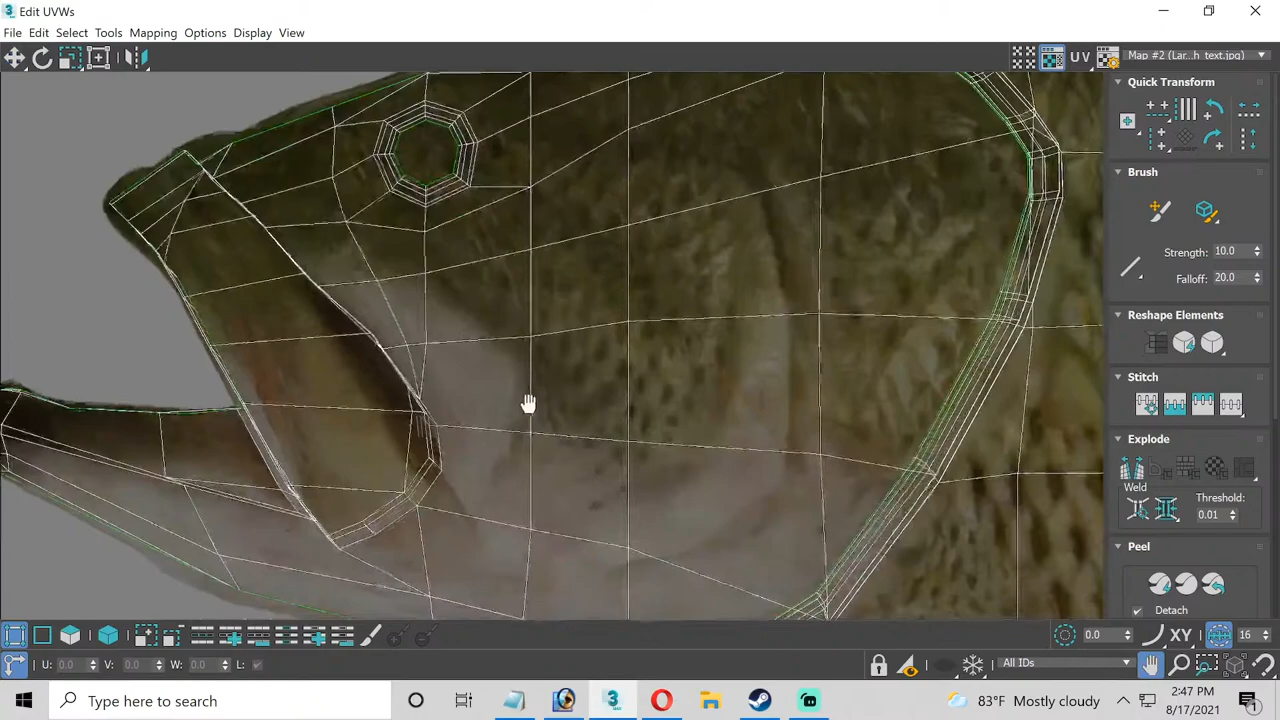 Edit UVWs
File Edit Select Tools Mapping Options Display View
UV Map #2 (Lar...h_text.jpg)
Quick Transform
Brush
Strength: 10.0
Falloff: 20.0
Reshape Elements
Stitch
Explode
Weld
Threshold:
0.01
Peel
Detach
0.0 XY 16
U: 0.0 V: 0.0 W: 0.0 L: All IDs
Type here to search
83°F Mostly cloudy
2:47 PM
8/17/2021
1